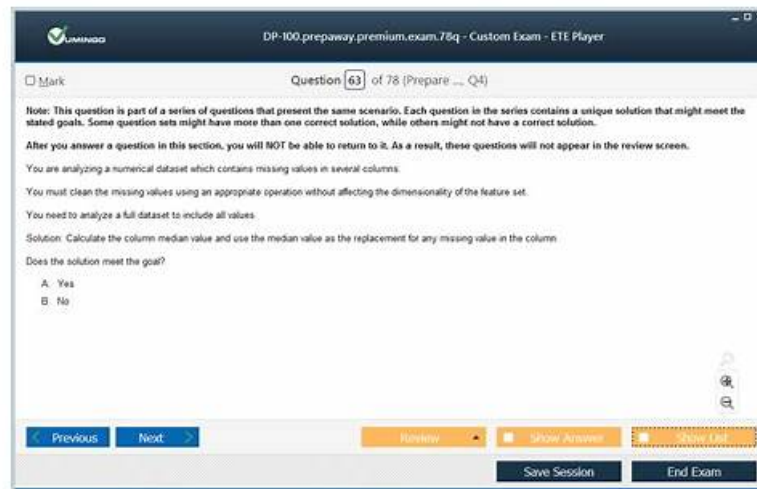 VUMINGO
DP-100.prepaway.premium.exam.78q - Custom Exam - ETE Player
Mark
Question 63 of 78 (Prepare ..., Q4)
Note: This question is part of a series of questions that present the same scenario. Each question in the series contains a unique solution that might meet the
stated goals. Some question sets might have more than one correct solution, while others might not have a correct solution.
After you answer a question in this section, you will NOT be able to return to it. As a result, these questions will not appear in the review screen.
You are analyzing a numerical dataset which contains missing values in several columns.
You must clean the missing values using an appropriate operation without affecting the dimensionality of the feature set.
You need to analyze a full dataset to include all values.
Solution: Calculate the column median value and use the median value as the replacement for any missing value in the column.
Does the solution meet the goal?
A. Yes
B. No
Previous Next Review Show Answer Show List
Save Session End Exam